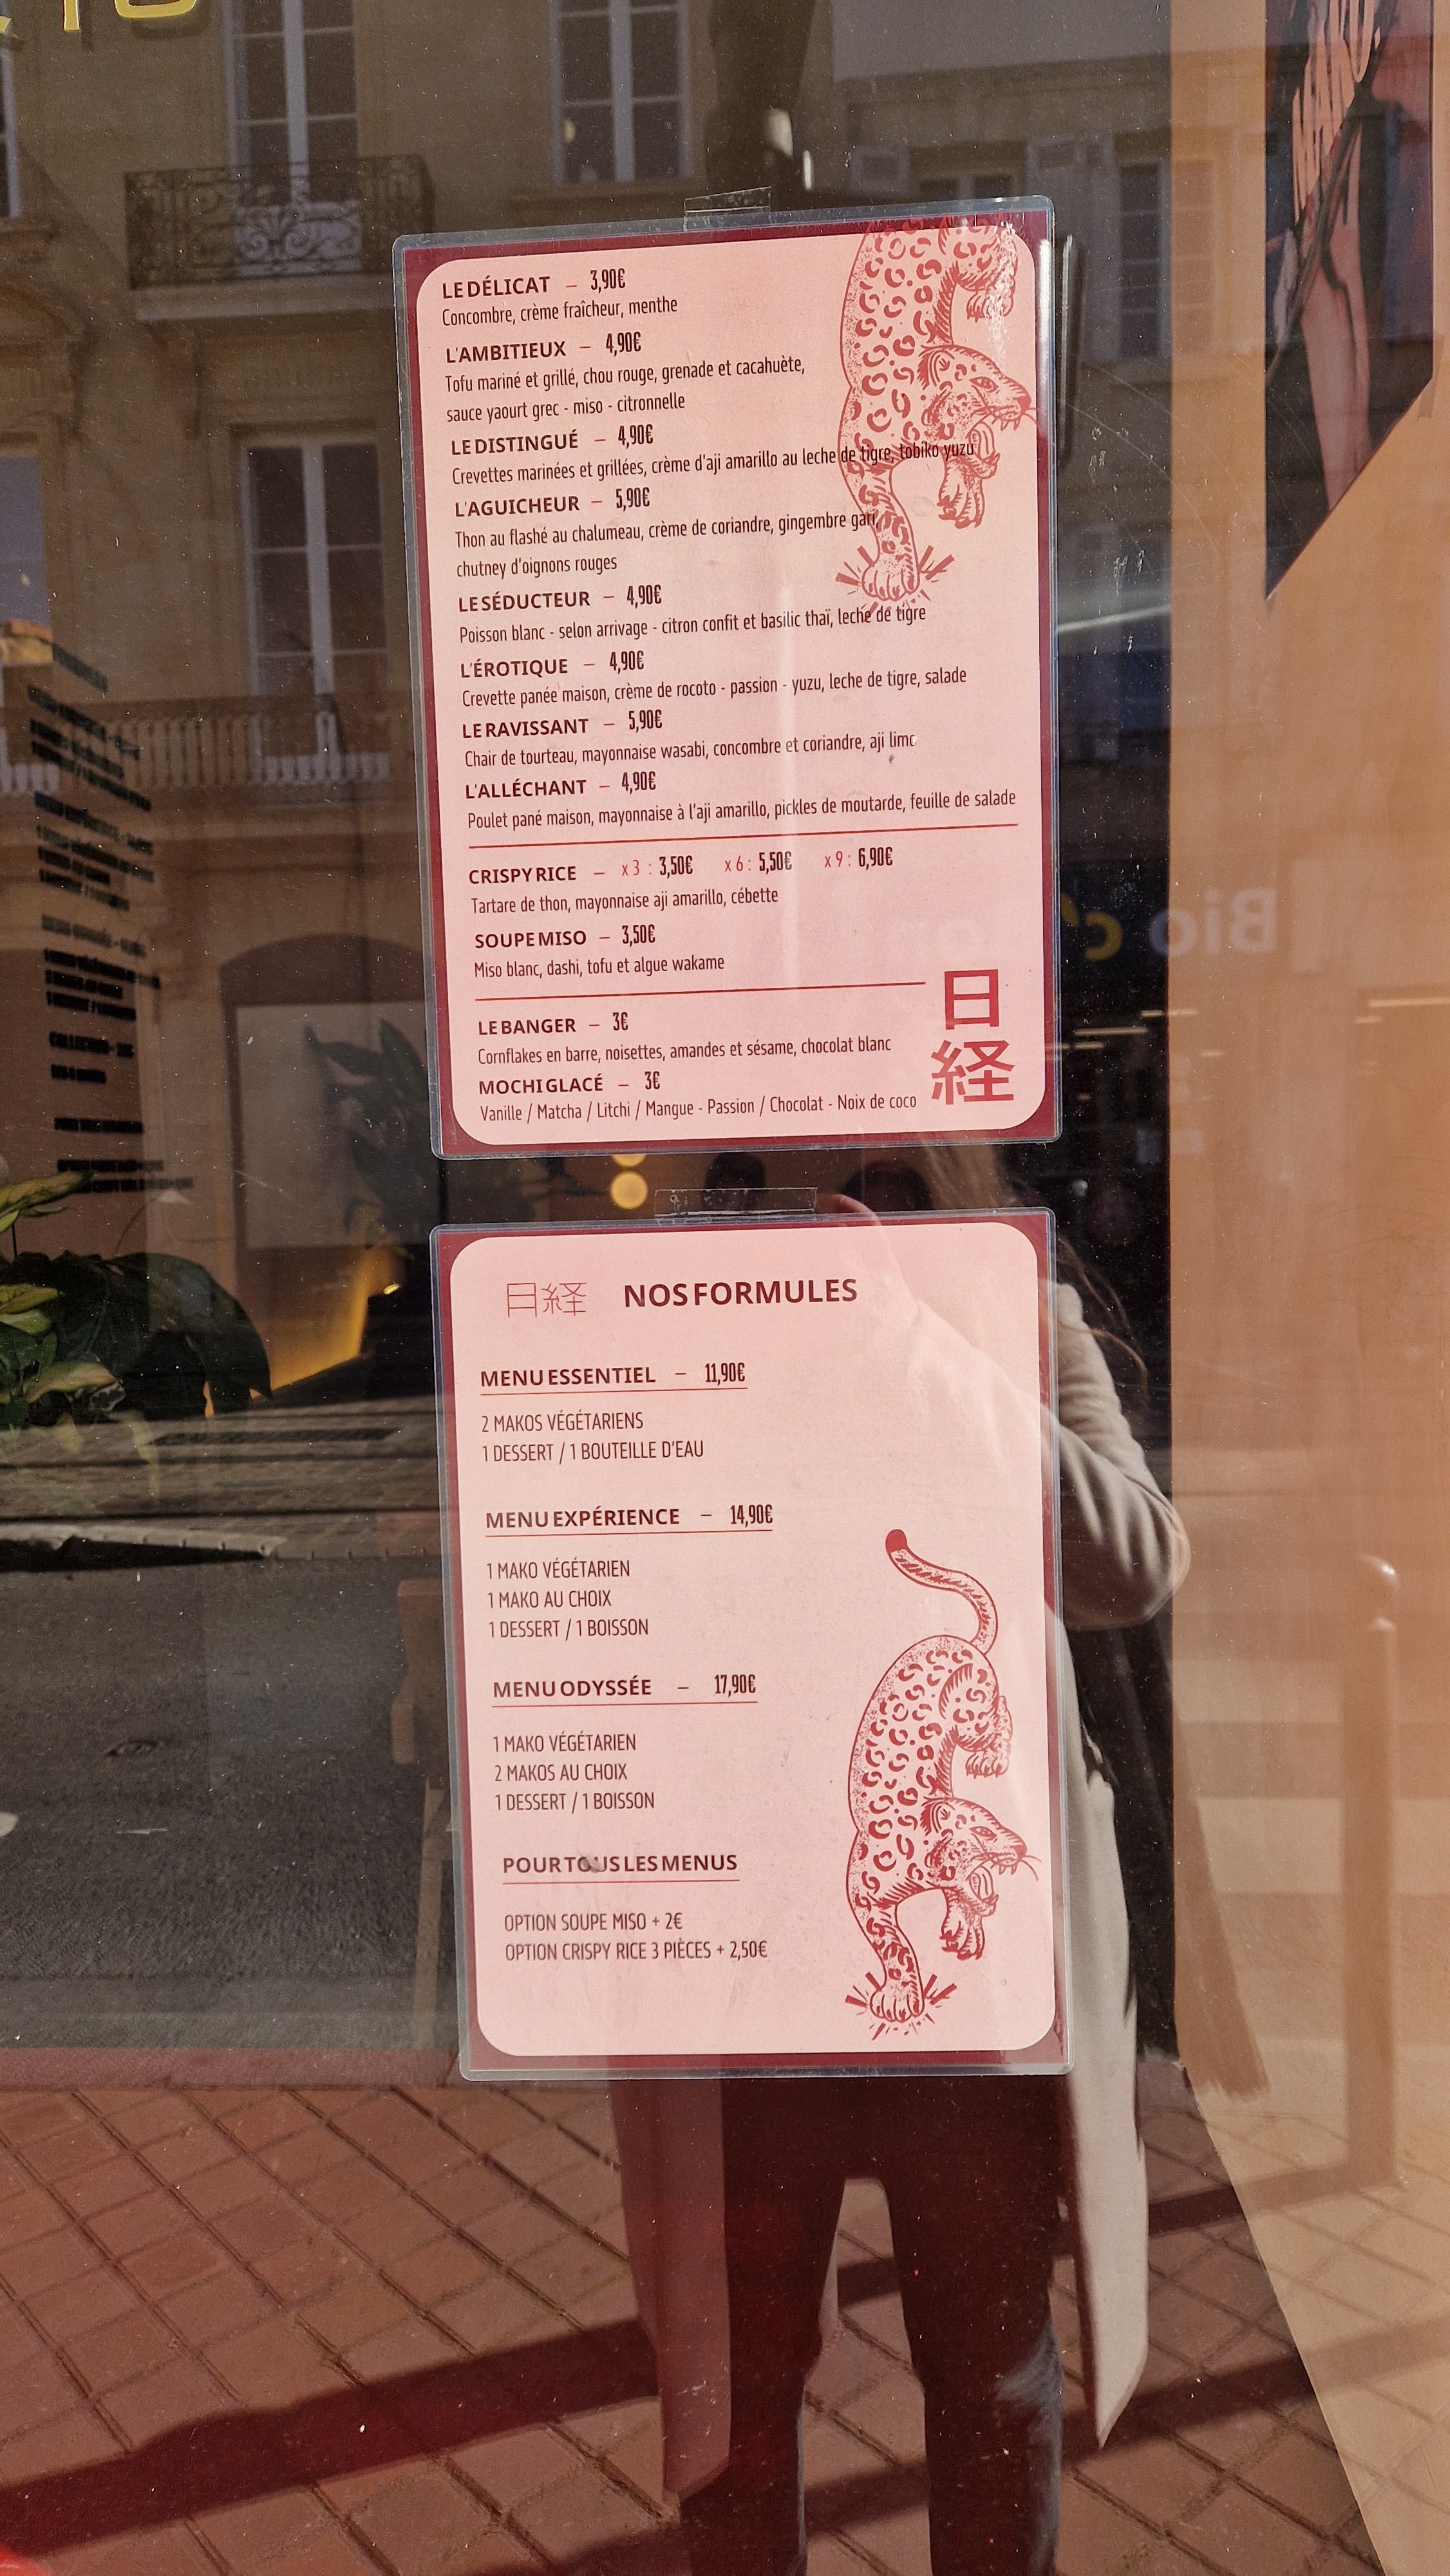 LE DÉLICAT – 3,90€
Concombre, crème fraîcheur, menthe
L'AMBITIEUX – 4,90€
Tofu mariné et grillé, chou rouge, grenade et cacahuète,
sauce yaourt grec - miso - citronnelle
LE DISTINGUÉ – 4,90€
Crevettes marinées et grillées, crème d'aji amarillo au leche de tigre, tobiko yuzu
L'AGUICHEUR – 5,90€
Thon au flashé au chalumeau, crème de coriandre, gingembre gari,
chutney d'oignons rouges
LE SÉDUCTEUR – 4,90€
Poisson blanc - selon arrivage - citron confit et basilic thaï, leche de tigre
L'ÉROTIQUE – 4,90€
Crevette panée maison, crème de rocoto - passion - yuzu, leche de tigre, salade
LE RAVISSANT – 5,90€
Chair de tourteau, mayonnaise wasabi, concombre et coriandre, aji limo
L'ALLÉCHANT – 4,90€
Poulet pané maison, mayonnaise à l'aji amarillo, pickles de moutarde, feuille de salade
CRISPY RICE – x3 : 3,50€ x6 : 5,50€ x9 : 6,90€
Tartare de thon, mayonnaise aji amarillo, cébette
SOUPE MISO – 3,50€
Miso blanc, dashi, tofu et algue wakame
LE BANGER – 3€
Cornflakes en barre, noisettes, amandes et sésame, chocolat blanc
MOCHI GLACÉ – 3€
Vanille / Matcha / Litchi / Mangue - Passion / Chocolat - Noix de coco
日
経
日経 NOS FORMULES
MENU ESSENTIEL – 11,90€
2 MAKOS VÉGÉTARIENS
1 DESSERT / 1 BOUTEILLE D'EAU
MENU EXPÉRIENCE – 14,90€
1 MAKO VÉGÉTARIEN
1 MAKO AU CHOIX
1 DESSERT / 1 BOISSON
MENU ODYSSÉE – 17,90€
1 MAKO VÉGÉTARIEN
2 MAKOS AU CHOIX
1 DESSERT / 1 BOISSON
POUR TOUS LES MENUS
OPTION SOUPE MISO + 2€
OPTION CRISPY RICE 3 PIÈCES + 2,50€
Bio